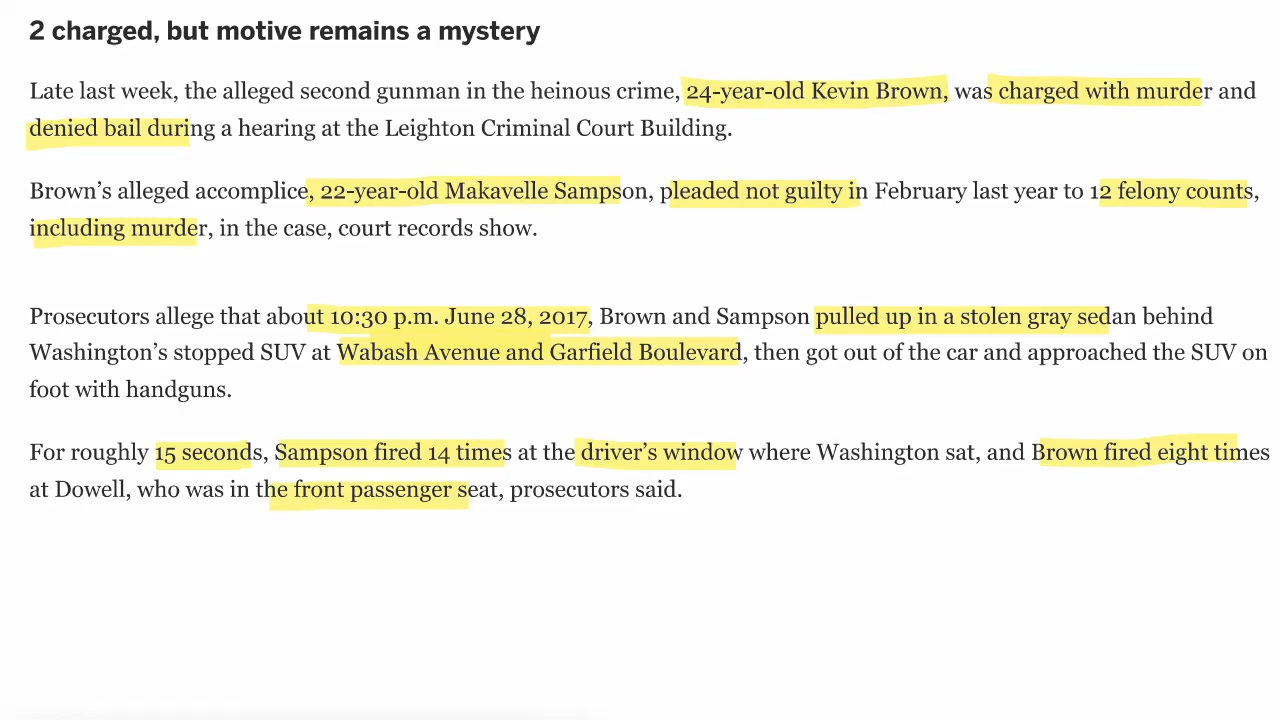 2 charged, but motive remains a mystery
Late last week, the alleged second gunman in the heinous crime, 24-year-old Kevin Brown, was charged with murder and
denied bail during a hearing at the Leighton Criminal Court Building.
Brown’s alleged accomplice, 22-year-old Makavelle Sampson, pleaded not guilty in February last year to 12 felony counts,
including murder, in the case, court records show.
Prosecutors allege that about 10:30 p.m. June 28, 2017, Brown and Sampson pulled up in a stolen gray sedan behind
Washington’s stopped SUV at Wabash Avenue and Garfield Boulevard, then got out of the car and approached the SUV on
foot with handguns.
For roughly 15 seconds, Sampson fired 14 times at the driver’s window where Washington sat, and Brown fired eight times
at Dowell, who was in the front passenger seat, prosecutors said.